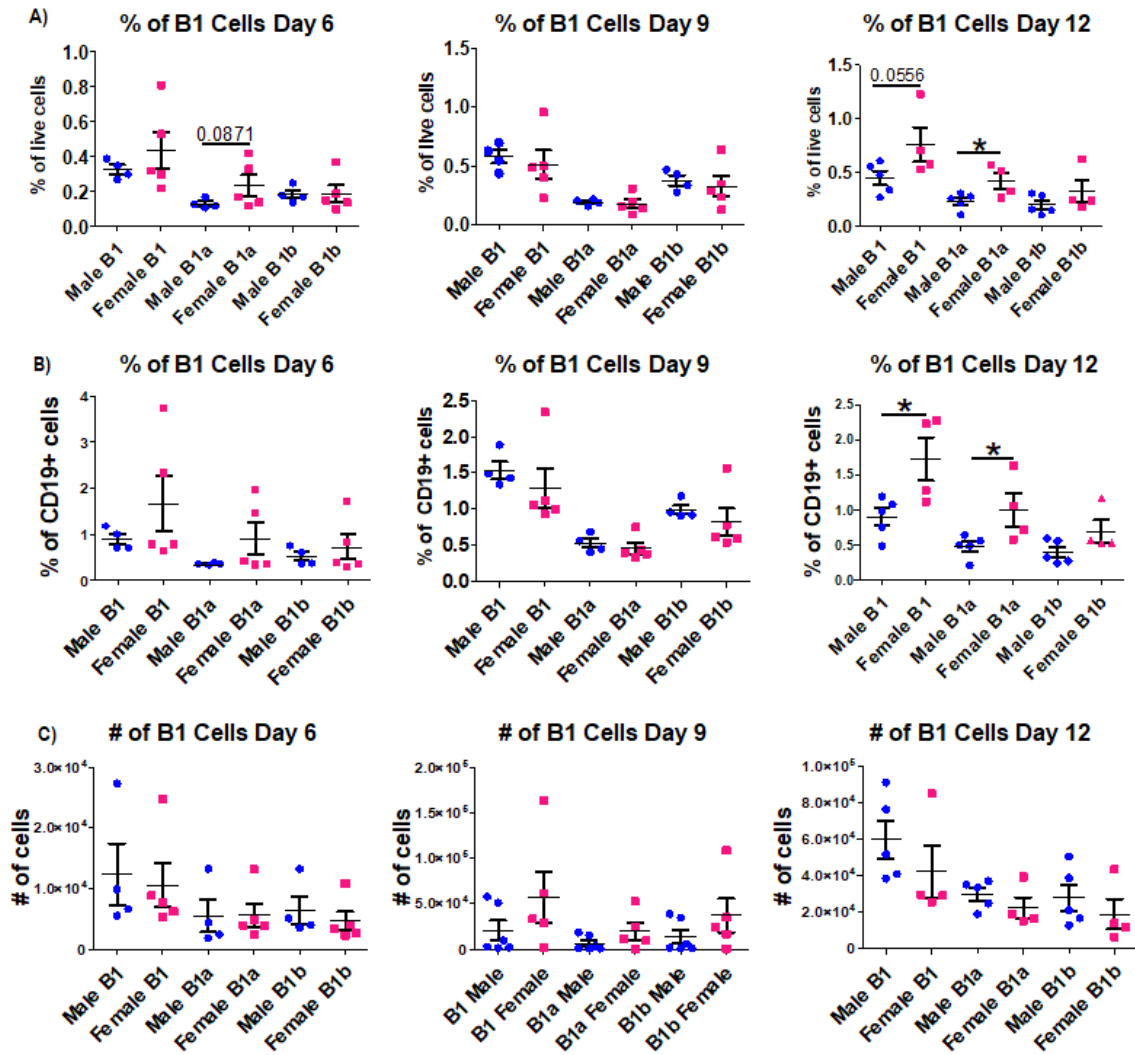 A)
% of B1 Cells Day 6
% of B1 Cells Day 9
% of B1 Cells Day 12
% of live cells
1.0
0.8
0.6
0.4
0.2
0.0
0.0871
Male B1
Female B1
Male B1a
Female B1a
Male B1b
Female B1b
% of live cells
1.5
1.0
0.5
0.0
Male B1
Female B1
Male B1a
Female B1a
Male B1b
Female B1b
% of live cells
1.5
1.0
0.5
0.0
0.0556
*
Male B1
Female B1
Male B1a
Female B1a
Male B1b
Female B1b
B)
% of B1 Cells Day 6
% of B1 Cells Day 9
% of B1 Cells Day 12
% of CD19+ cells
4
3
2
1
0
Male B1
Female B1
Male B1a
Female B1a
Male B1b
Female B1b
% of CD19+ cells
2.5
2.0
1.5
1.0
0.5
0.0
Male B1
Female B1
Male B1a
Female B1a
Male B1b
Female B1b
% of CD19+ cells
2.5
2.0
1.5
1.0
0.5
0.0
*
*
Male B1
Female B1
Male B1a
Female B1a
Male B1b
Female B1b
C)
# of B1 Cells Day 6
# of B1 Cells Day 9
# of B1 Cells Day 12
# of cells
3.0×10⁴
2.0×10⁴
1.0×10⁴
0
Male B1
Female B1
Male B1a
Female B1a
Male B1b
Female B1b
# of cells
2.0×10⁵
1.5×10⁵
1.0×10⁵
5.0×10⁴
0
B1 Male
B1 Female
B1a Male
B1a Female
B1b Male
B1b Female
# of cells
1.0×10⁵
8.0×10⁴
6.0×10⁴
4.0×10⁴
2.0×10⁴
0
Male B1
Female B1
Male B1a
Female B1a
Male B1b
Female B1b